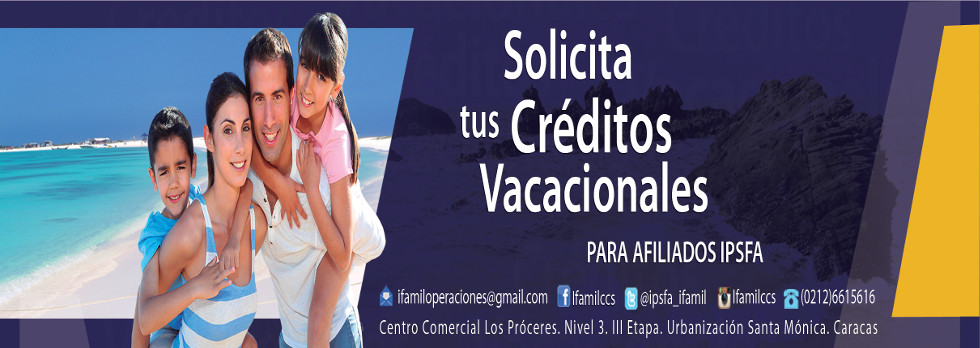 Solicita
tus Créditos
Vacacionales
PARA AFILIADOS IPSFA
ifamiloperaciones@gmail.com Ifamilccs @ipsfa_ifamil Ifamilccs (0212)6615616
Centro Comercial Los Próceres. Nivel 3. III Etapa. Urbanización Santa Mónica. Caracas